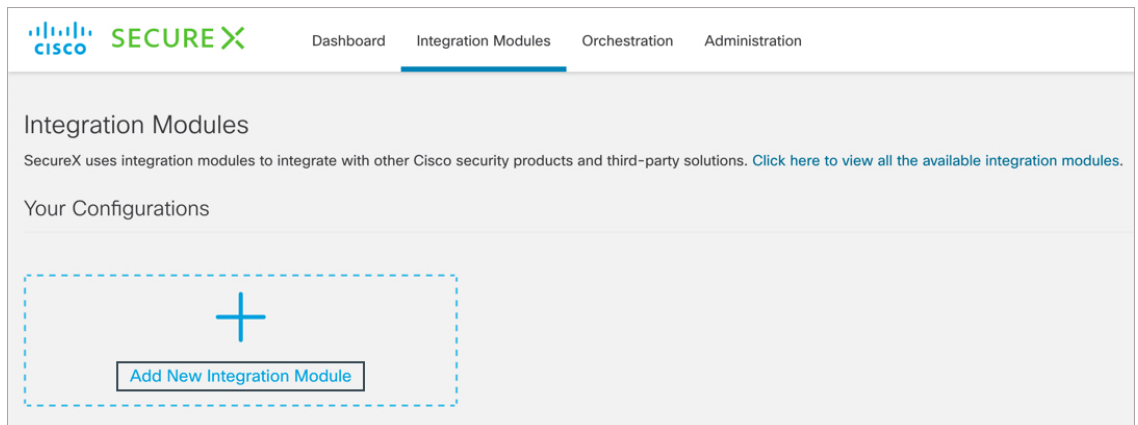 CISCO SECUREX Dashboard Integration Modules Orchestration Administration
Integration Modules
SecureX uses integration modules to integrate with other Cisco security products and third-party solutions. Click here to view all the available integration modules.
Your Configurations
Add New Integration Module